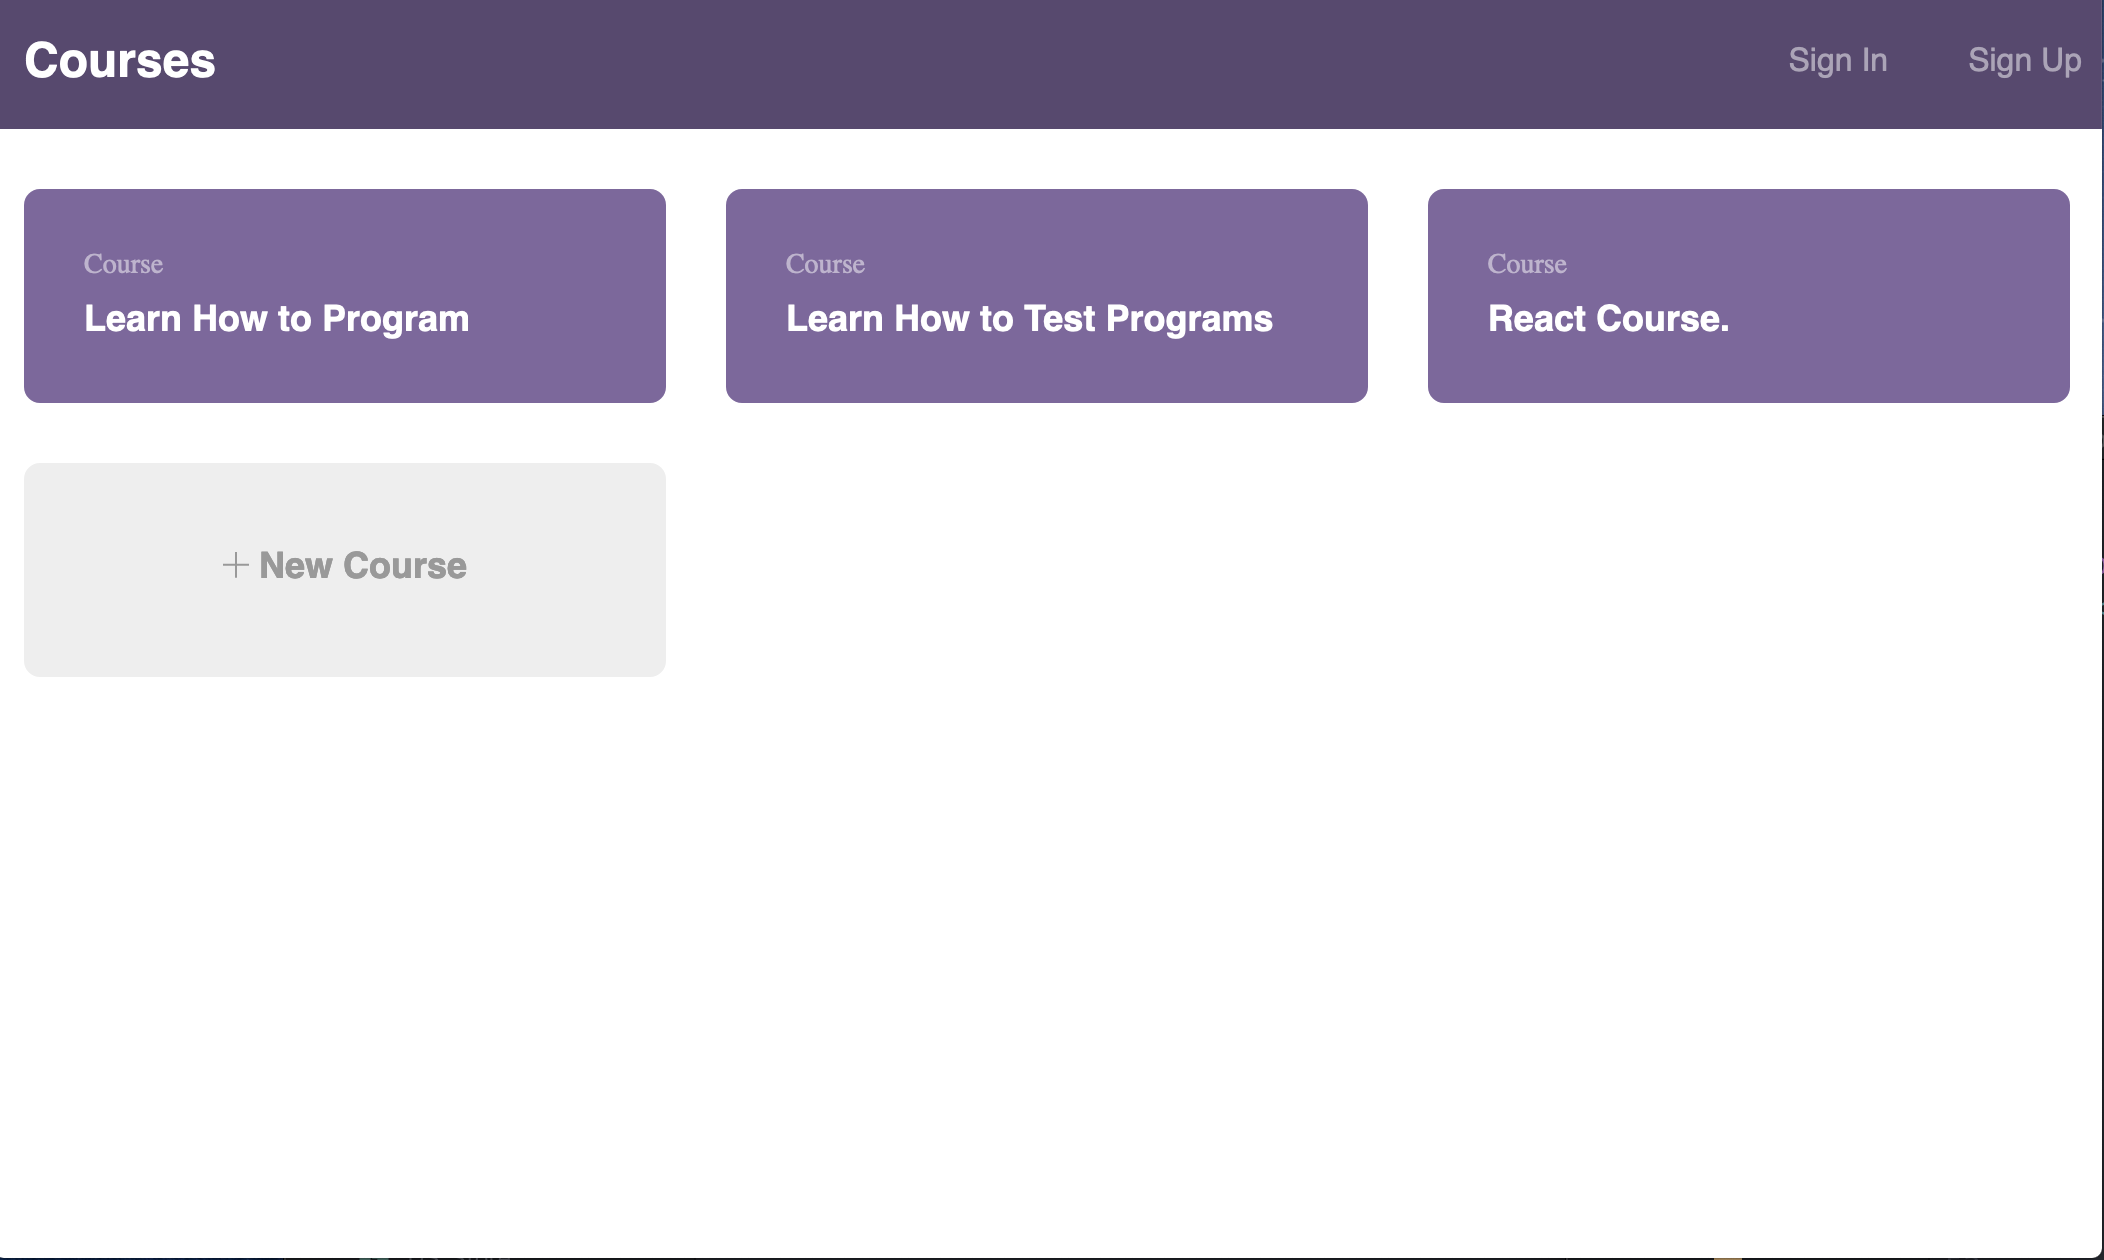 Courses
Sign In
Sign Up
Course
Learn How to Program
Course
Learn How to Test Programs
Course
React Course.
+ New Course